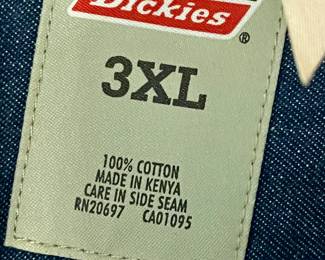 Dickies
®
3XL
100% COTTON
MADE IN KENYA
CARE IN SIDE SEAM
RN20697 CA01095